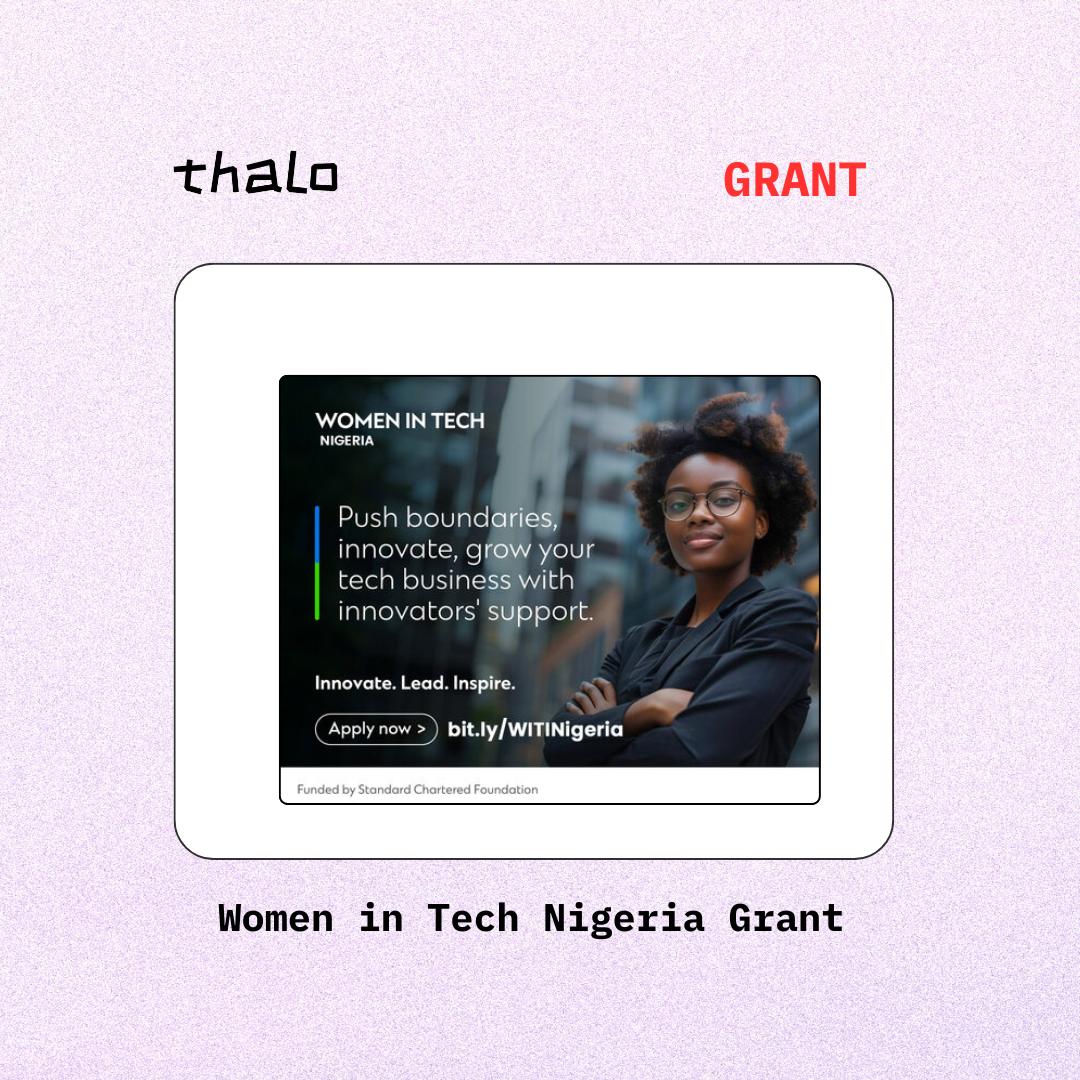 thalo
GRANT
WOMEN IN TECH
NIGERIA
Push boundaries,
innovate, grow your
tech business with
innovators' support.
Innovate. Lead. Inspire.
Apply now > bit.ly/WITINigeria
Funded by Standard Chartered Foundation
Women in Tech Nigeria Grant